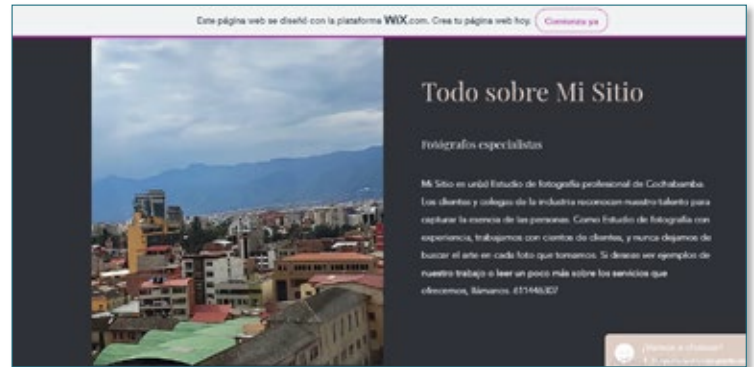 Este página web se diseñó con la plataforma WiX.com. Crea tu página web hoy. Comienza ya
Todo sobre Mi Sitio
Fotógrafos especialistas
Mi Sitio es un(a) Estudio de fotografía profesional de Cochabamba.
Los clientes y colegas de la industria reconocen nuestro talento para
capturar la esencia de las personas. Como Estudio de fotografía con
experiencia, trabajamos con cientos de clientes, y nunca dejamos de
buscar el arte en cada foto que tomamos. Si deseas ver ejemplos de
nuestro trabajo o leer un poco más sobre los servicios que
ofrecemos, llámanos.
¡Vamos a chatear!